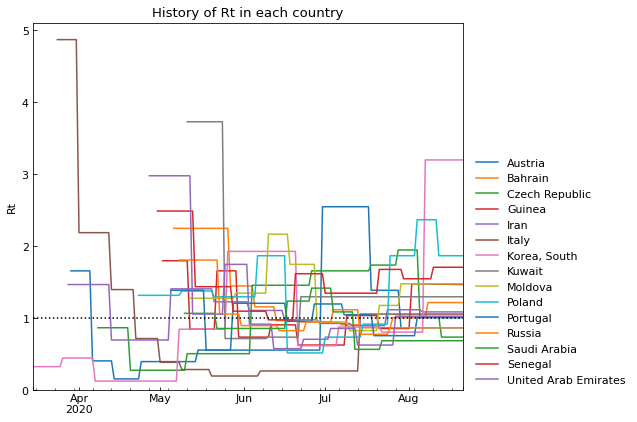 History of Rt in each country
5
4
3
2
1
0
Rt
Apr
2020
May
Jun
Jul
Aug
Austria
Bahrain
Czech Republic
Guinea
Iran
Italy
Korea, South
Kuwait
Moldova
Poland
Portugal
Russia
Saudi Arabia
Senegal
United Arab Emirates